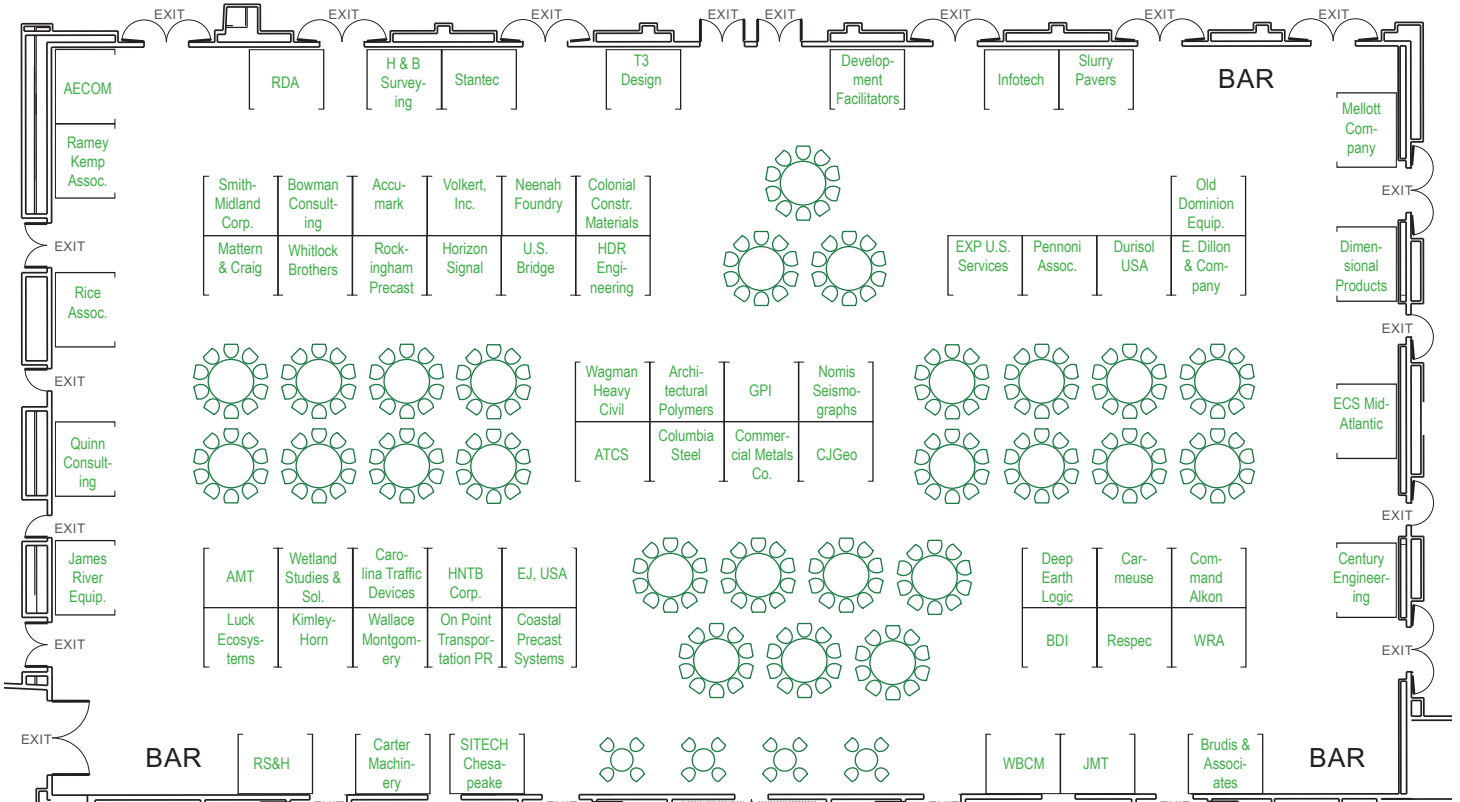 EXIT
EXIT
EXIT
EXIT
EXIT
EXIT
EXIT
EXIT
AECOM
RDA
H & B
Survey-
ing
Stantec
T3
Design
Develop-
ment
Facilitators
Infotech
Slurry
Pavers
BAR
Mellott
Com-
pany
Ramey
Kemp
Assoc.
EXIT
Smith-
Midland
Corp.
Bowman
Consult-
ing
Accu-
mark
Volkert,
Inc.
Neenah
Foundry
Colonial
Constr.
Materials
Old
Dominion
Equip.
EXIT
Mattern
& Craig
Whitlock
Brothers
Rock-
ingham
Precast
Horizon
Signal
U.S.
Bridge
HDR
Engi-
neering
EXP U.S.
Services
Pennoni
Assoc.
Durisol
USA
E. Dillon
& Com-
pany
Dimen-
sional
Products
Rice
Assoc.
EXIT
EXIT
Wagman
Heavy
Civil
Archi-
tectural
Polymers
GPI
Nomis
Seismo-
graphs
ECS Mid-
Atlantic
Quinn
Consult-
ing
ATCS
Columbia
Steel
Commer-
cial Metals
Co.
CJGeo
EXIT
EXIT
James
River
Equip.
AMT
Wetland
Studies &
Sol.
Caro-
lina Traffic
Devices
HNTB
Corp.
EJ, USA
Deep
Earth
Logic
Car-
meuse
Com-
mand
Alkon
Century
Engineer-
ing
Luck
Ecosys-
tems
Kimley-
Horn
Wallace
Montgom-
ery
On Point
Transpor-
tation PR
Coastal
Precast
Systems
BDI
Respec
WRA
EXIT
EXIT
EXIT
BAR
RS&H
Carter
Machin-
ery
SITECH
Chesa-
peake
WBCM
JMT
Brudis &
Associ-
ates
BAR